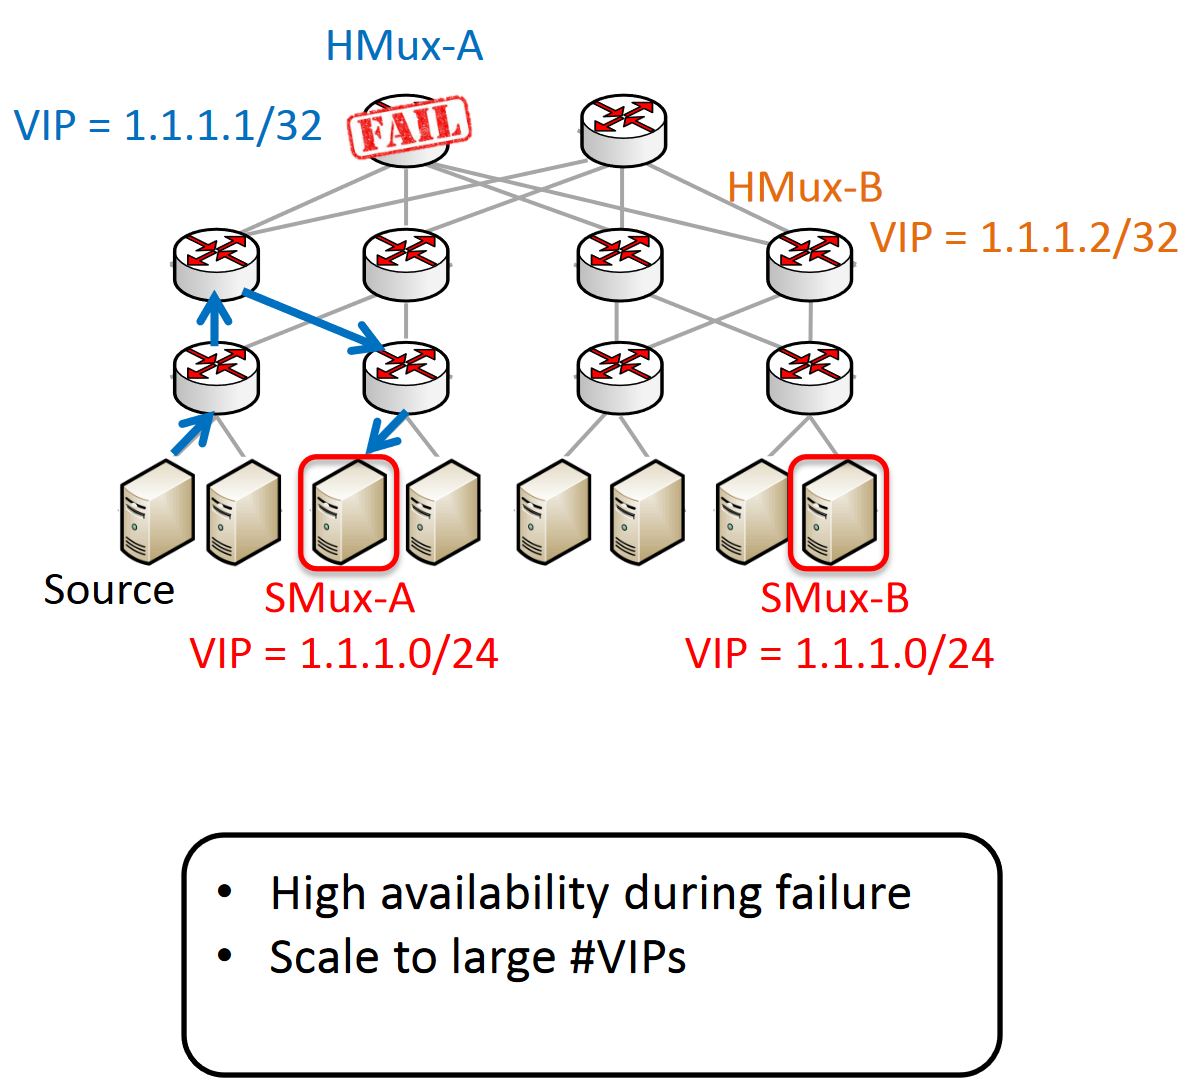 HMux-A
VIP = 1.1.1.1/32
FAIL
HMux-B
VIP = 1.1.1.2/32
Source
SMux-A
VIP = 1.1.1.0/24
SMux-B
VIP = 1.1.1.0/24
• High availability during failure
• Scale to large #VIPs